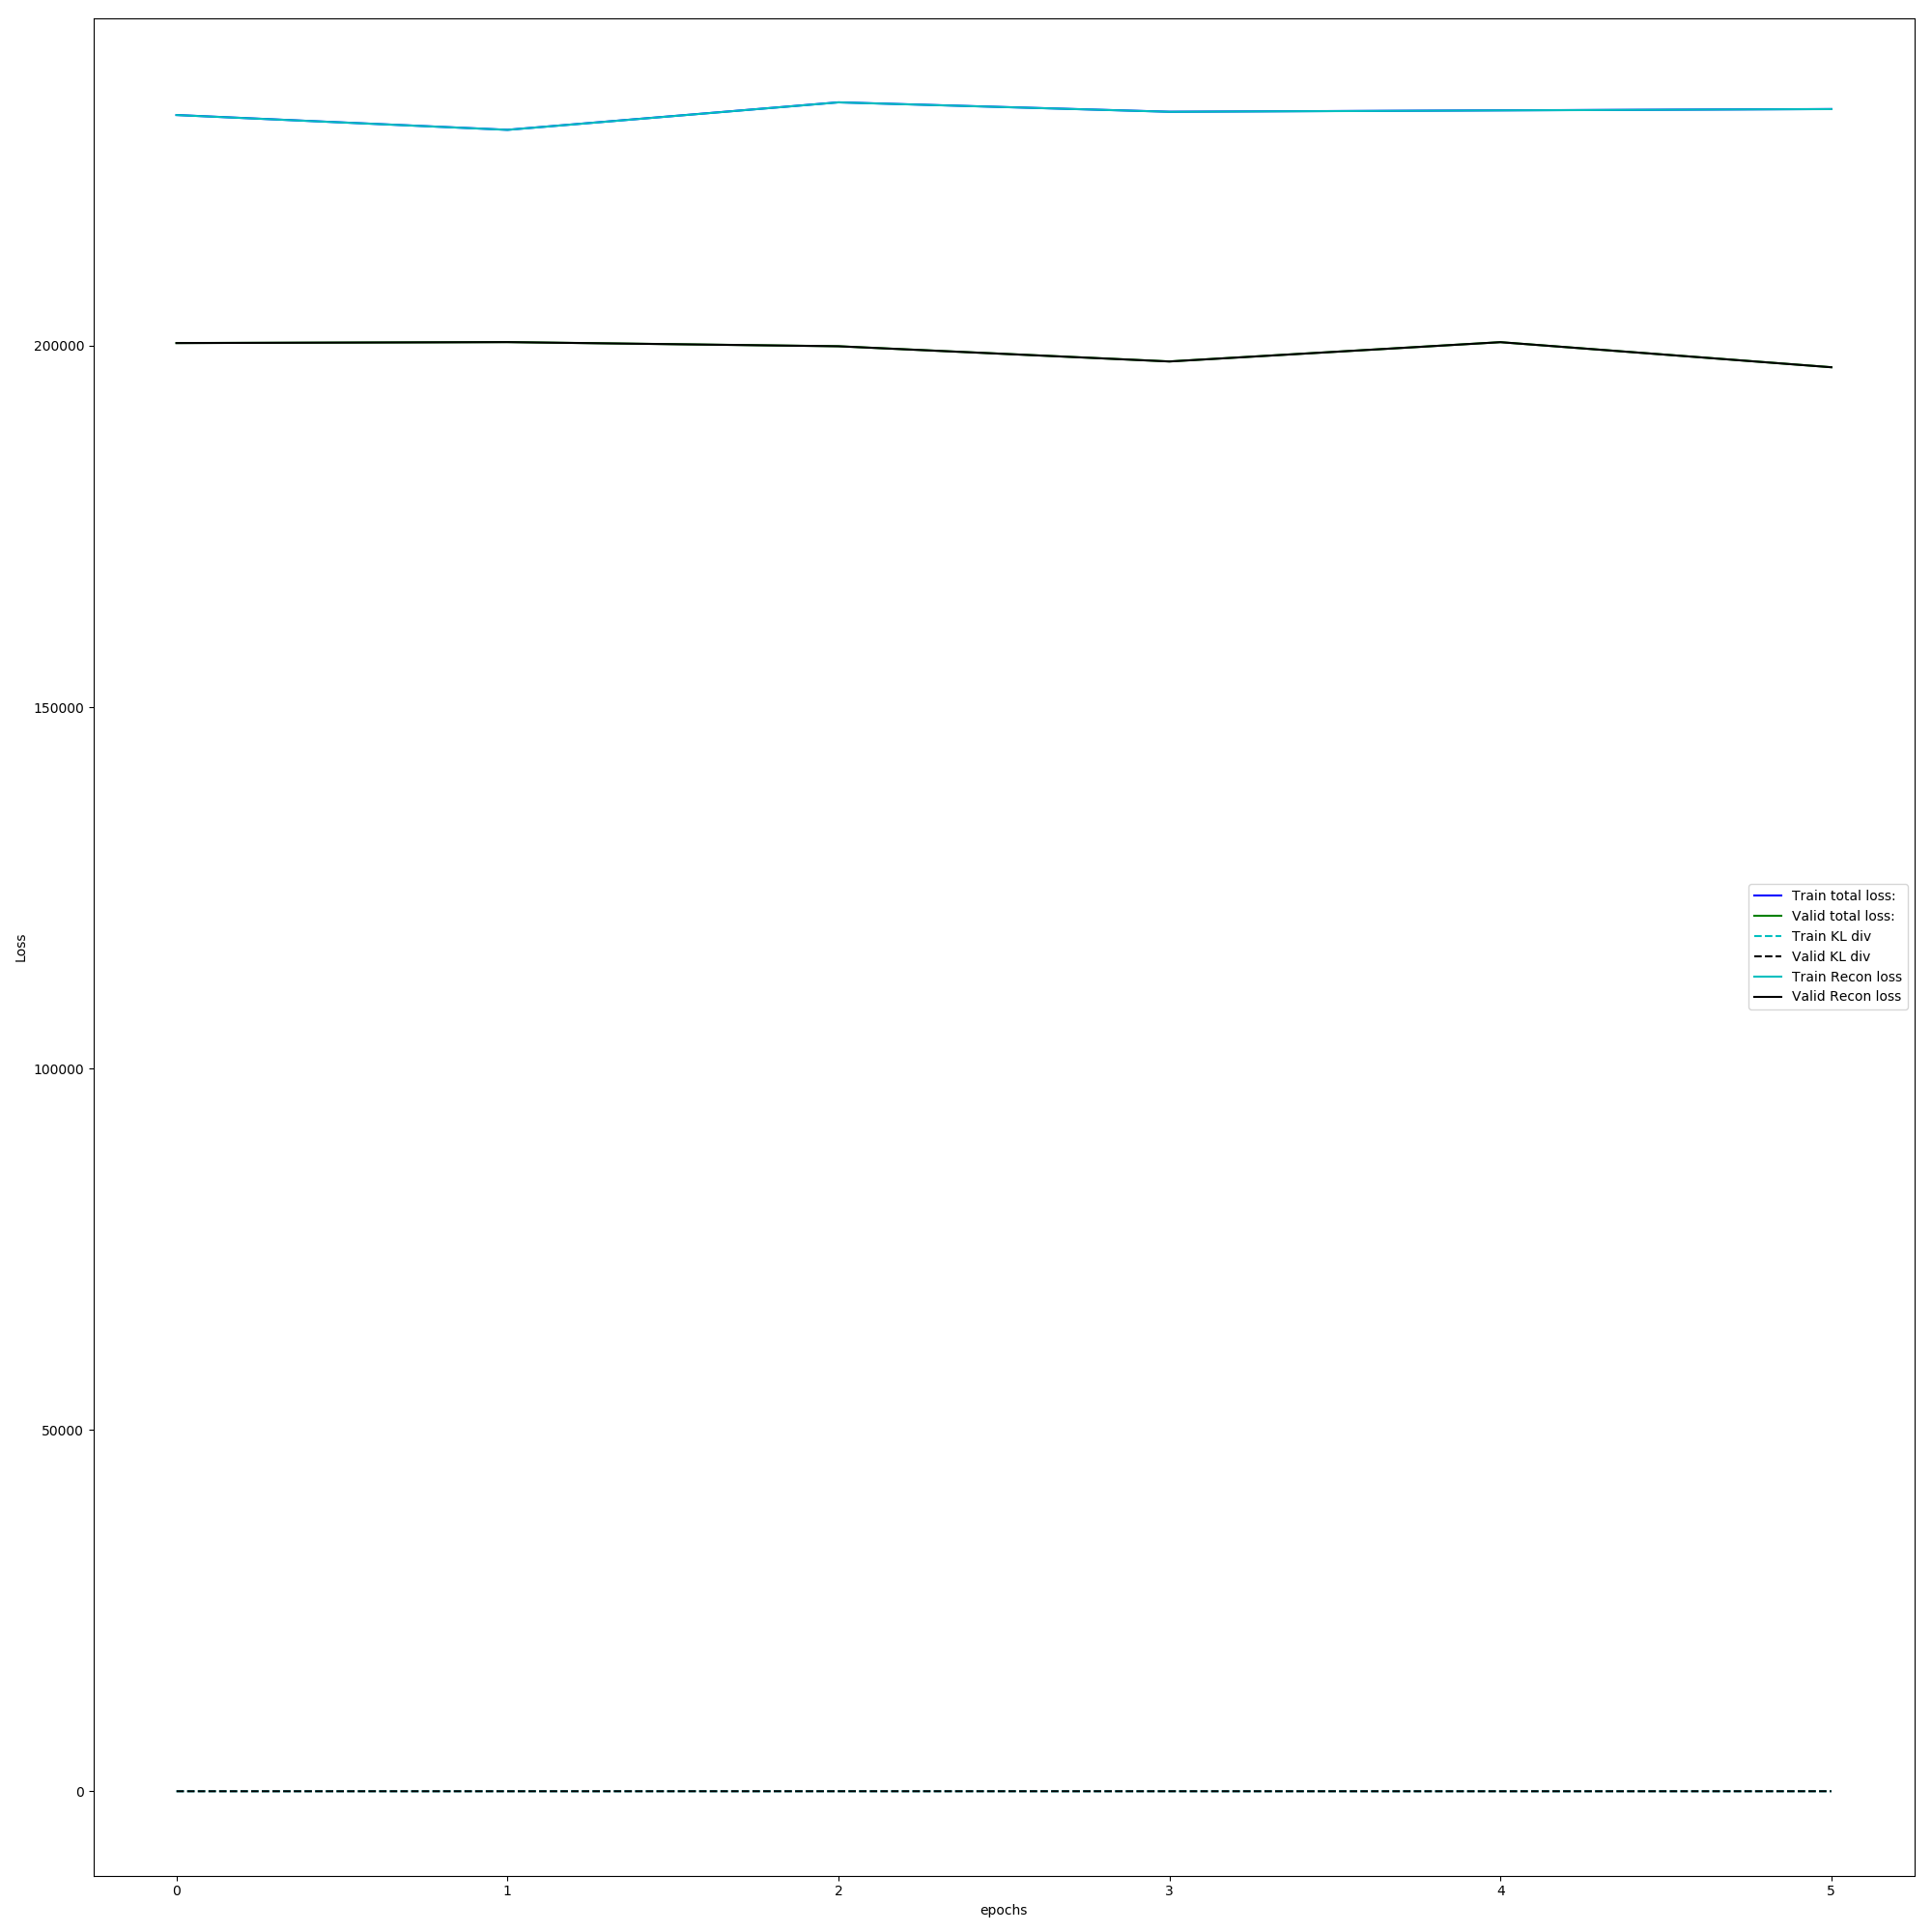 200000
150000
100000
50000
0
Loss
Train total loss:
Valid total loss:
Train KL div
Valid KL div
Train Recon loss
Valid Recon loss
0 1 2 3 4 5
epochs